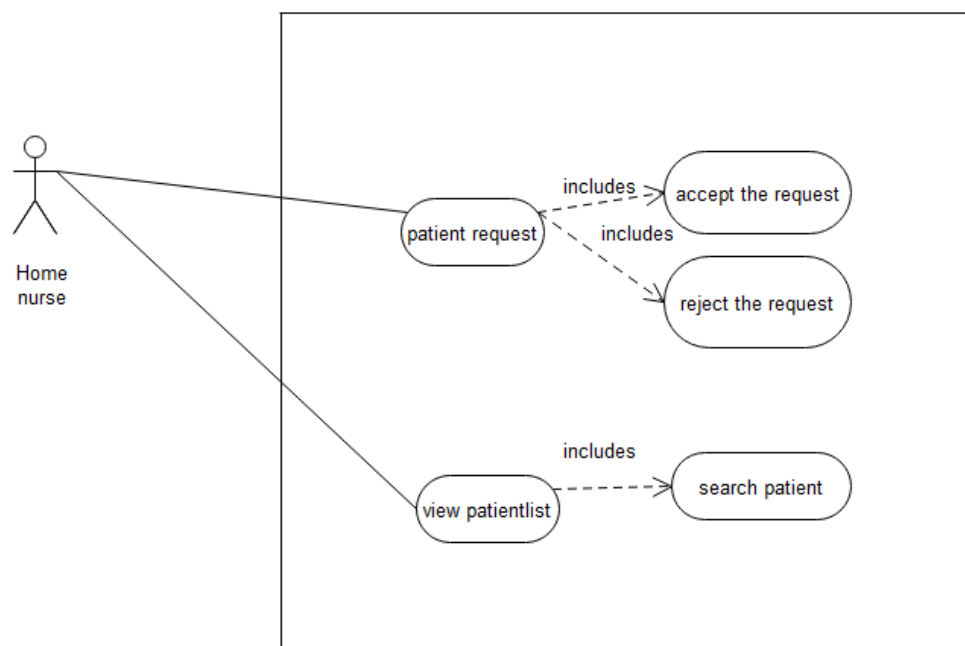 Home
nurse
patient request
includes
accept the request
includes
reject the request
view patientlist
includes
search patient